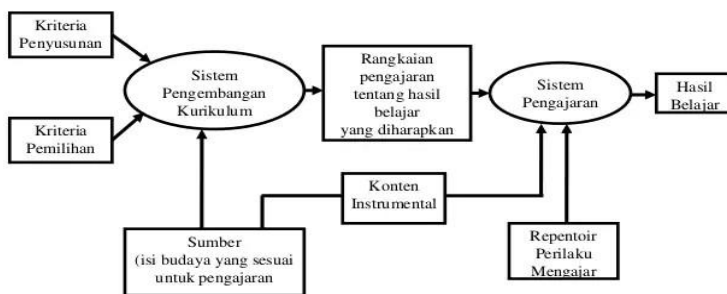 Kriteria
Penyusunan
Kriteria
Pemilihan
Sistem
Pengembangan
Kurikulum
Rangkaian
pengajaran
tentang hasil
belajar
yang diharapkan
Sistem
Pengajaran
Hasil
Belajar
Konten
Instrumental
Sumber
(isi budaya yang sesuai
untuk pengajaran
Repentoir
Perilaku
Mengajar